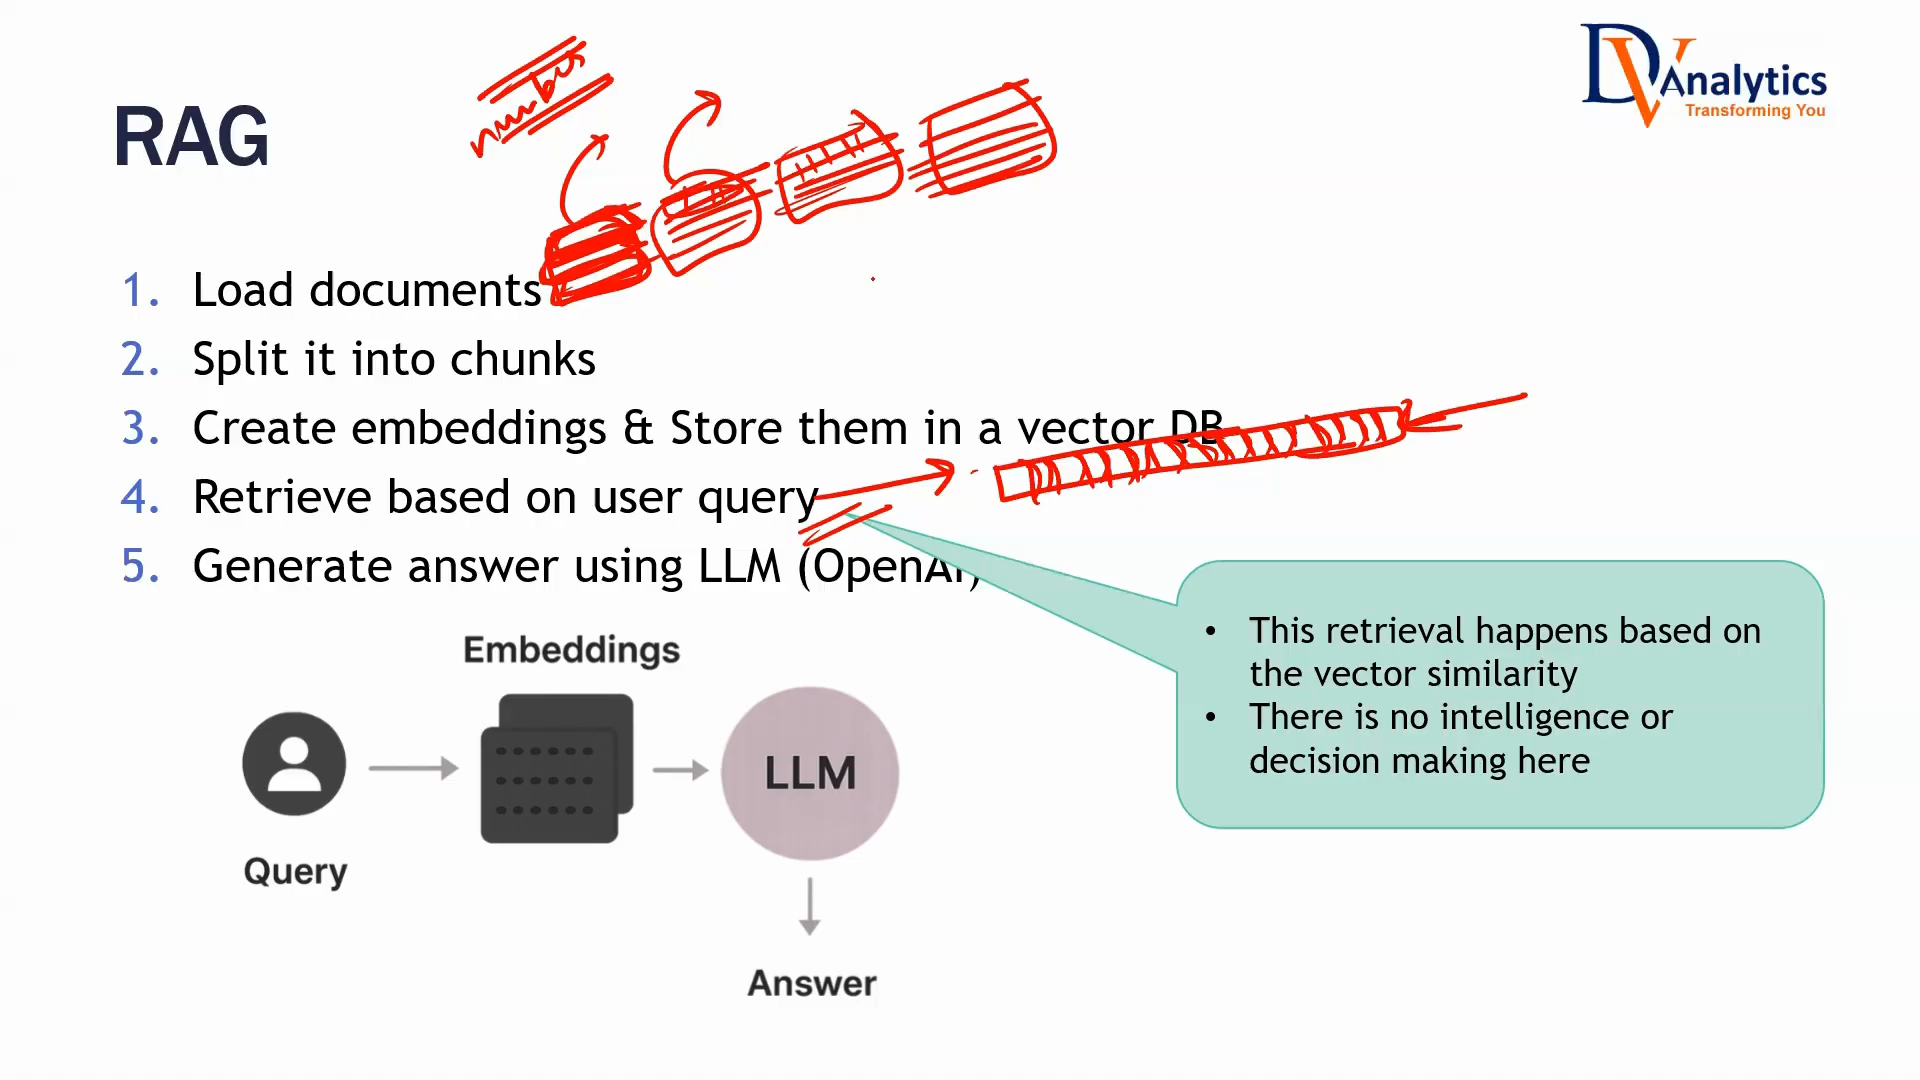 DV Analytics
Transforming You
numbers
RAG
1. Load documents
2. Split it into chunks
3. Create embeddings & Store them in a vector DB
4. Retrieve based on user query
5. Generate answer using LLM (OpenAI)
• This retrieval happens based on
the vector similarity
• There is no intelligence or
decision making here
Embeddings
LLM
Query
Answer